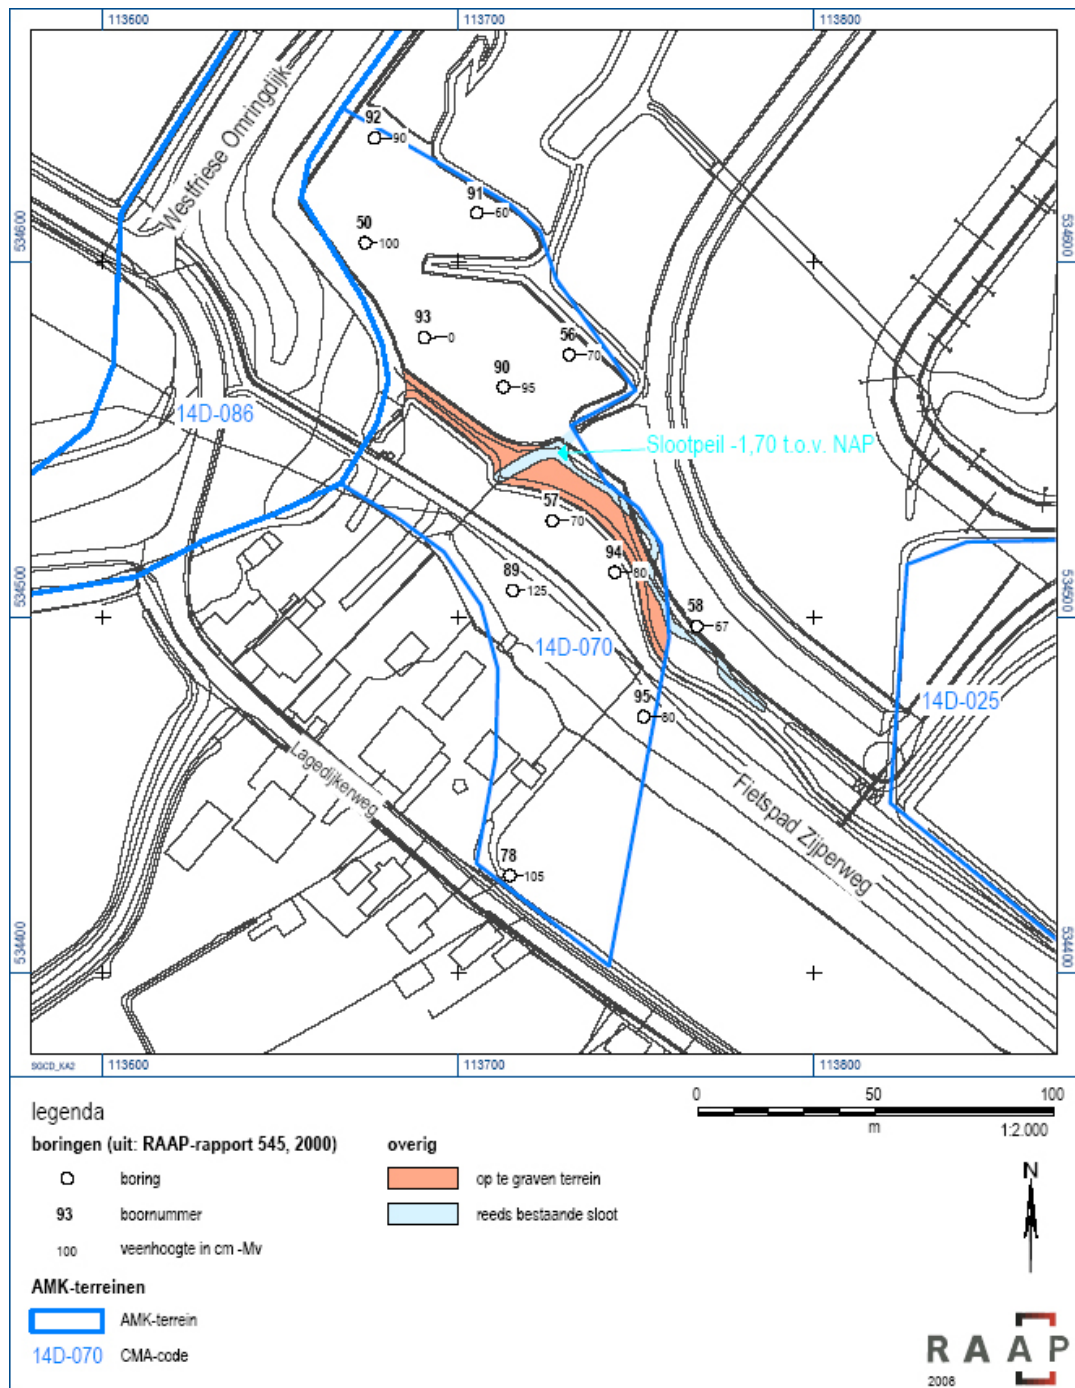 113600 113700 113800
Westfriese Omringdijk
92
90
91
60
50
100
534600 534600
93
0
56
70
90
95
14D-086
Slootpeil -1,70 t.o.v. NAP
57
70
94
80
89
125
534500 534500
58
67
14D-070
95
80
14D-025
Lagedijkerweg
Fietspad Zijperweg
78
105
534400 534400
SGCD_KA2 113600 113700 113800
0 50 100
m 1:2.000
legenda
boringen (uit: RAAP-rapport 545, 2000) overig
boring op te graven terrein
93 boornummer reeds bestaande sloot
100 veenhoogte in cm -Mv
N
AMK-terreinen
AMK-terrein
14D-070 CMA-code
RAAP
2008